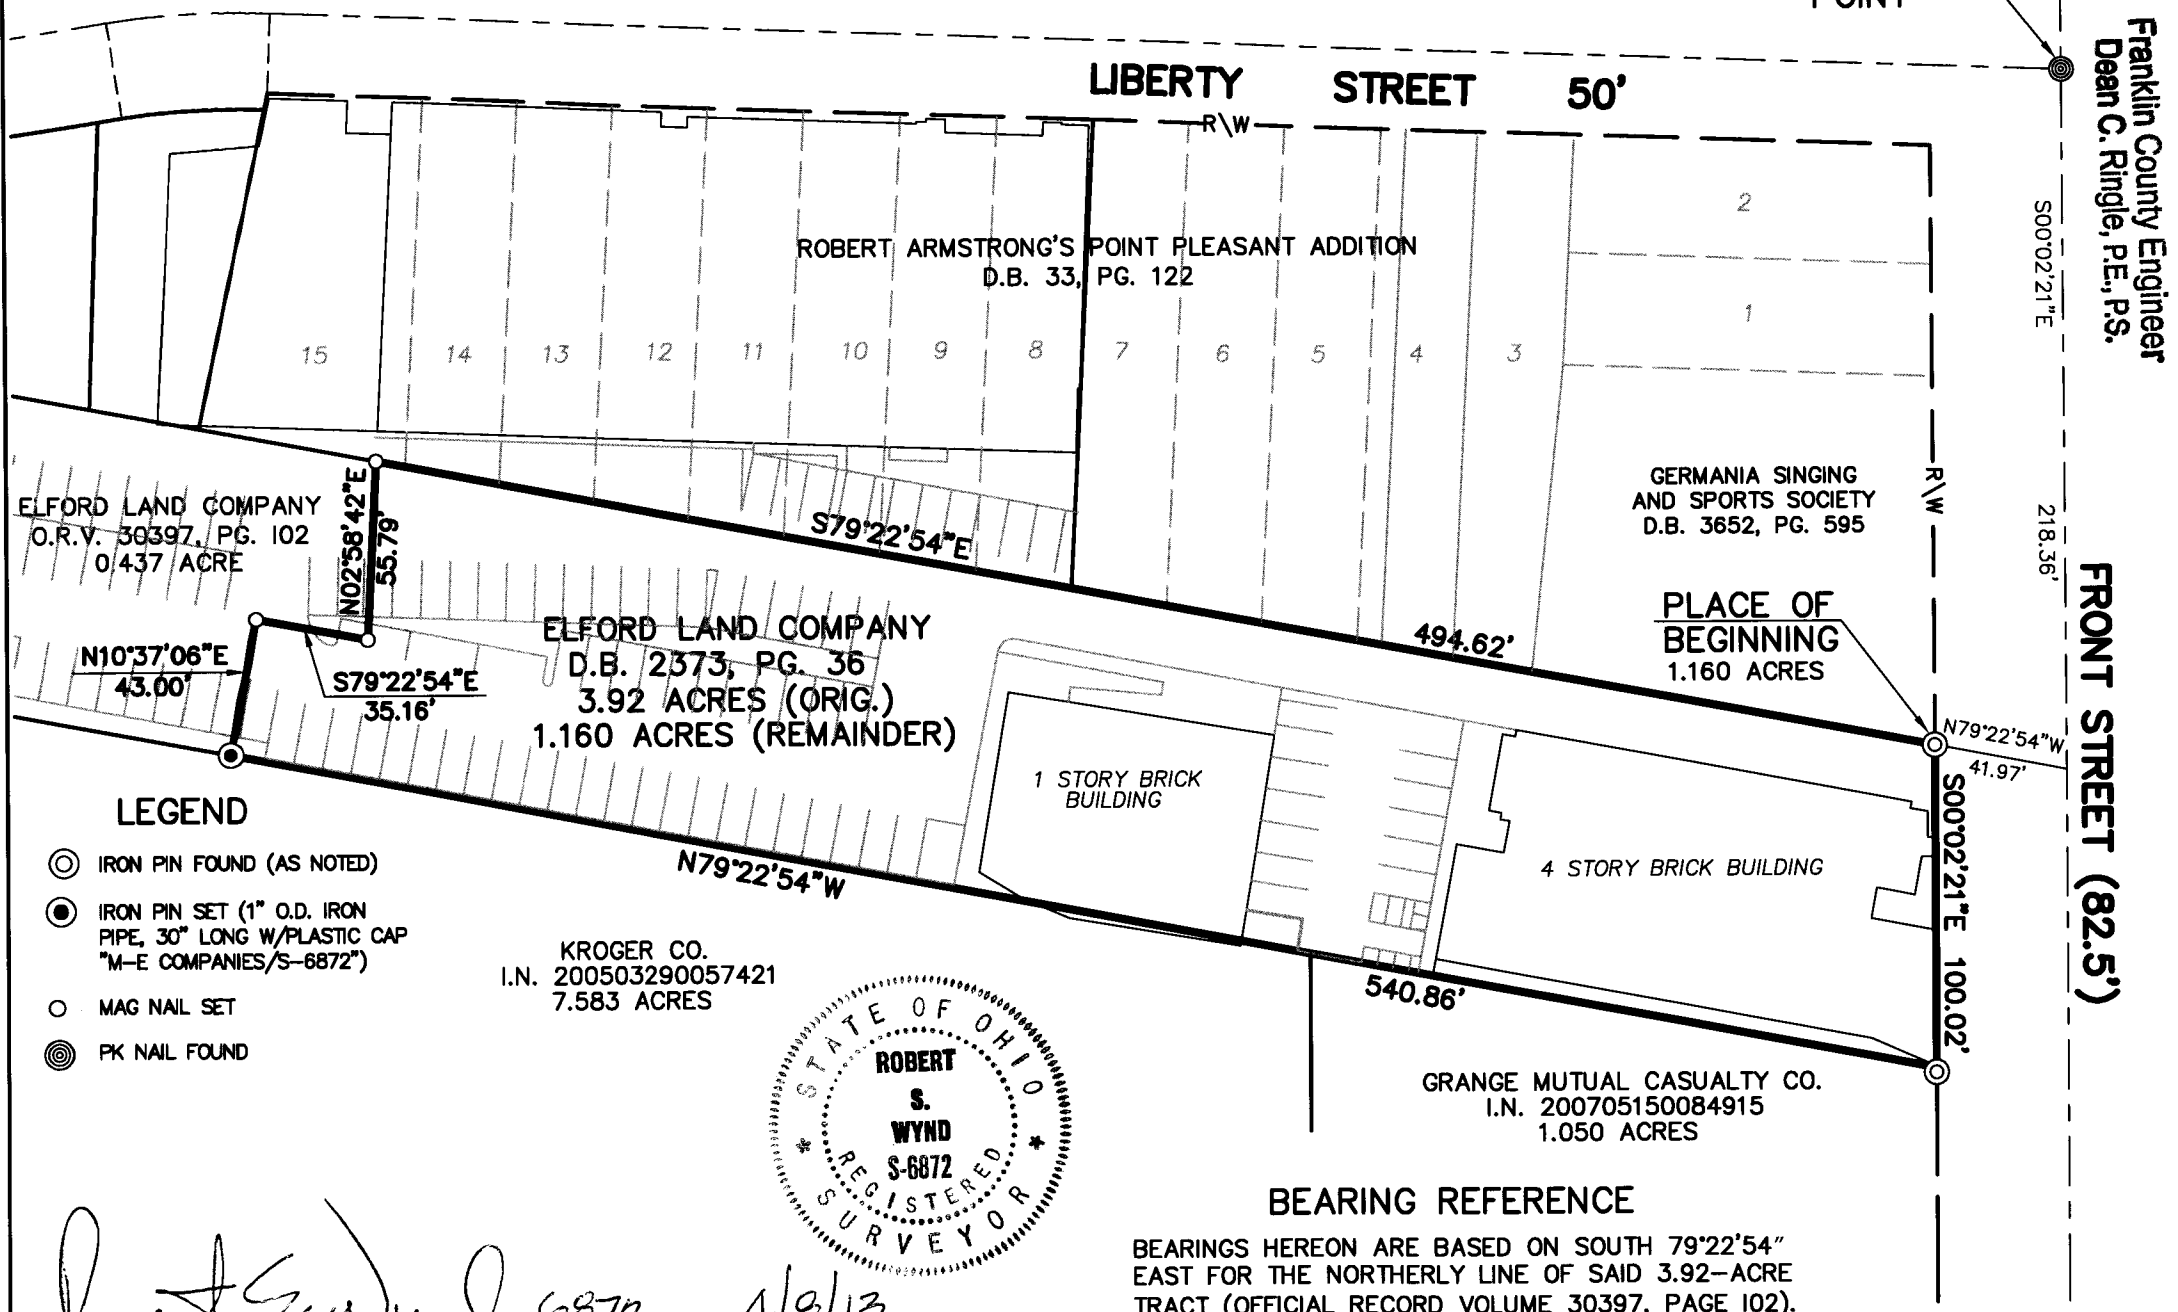 POINT
Franklin County Engineer
Dean C. Ringle, P.E., P.S.
LIBERTY STREET 50'
R\W
S00°02'21"E
218.36'
2
1
ROBERT ARMSTRONG'S POINT PLEASANT ADDITION
D.B. 33, PG. 122
15 14 13 12 11 10 9 8 7 6 5 4 3
GERMANIA SINGING
AND SPORTS SOCIETY
D.B. 3652, PG. 595
R\W
ELFORD LAND COMPANY
O.R.V. 30397, PG. 102
0.437 ACRE
N02°58'42"E
55.79'
S79°22'54"E
494.62'
PLACE OF
BEGINNING
1.160 ACRES
FRONT STREET (82.5')
N79°22'54"W
41.97'
N10°37'06"E
43.00'
S79°22'54"E
35.16'
ELFORD LAND COMPANY
D.B. 2373, PG. 36
3.92 ACRES (ORIG.)
1.160 ACRES (REMAINDER)
1 STORY BRICK
BUILDING
4 STORY BRICK BUILDING
S00°02'21"E 100.02'
N79°22'54"W
540.86'
LEGEND
IRON PIN FOUND (AS NOTED)
IRON PIN SET (1" O.D. IRON
PIPE, 30" LONG W/PLASTIC CAP
"M-E COMPANIES/S-6872")
MAG NAIL SET
PK NAIL FOUND
KROGER CO.
I.N. 200503290057421
7.583 ACRES
STATE OF OHIO
ROBERT
S.
WYND
S-6872
REGISTERED
SURVEYOR
GRANGE MUTUAL CASUALTY CO.
I.N. 200705150084915
1.050 ACRES
BEARING REFERENCE
BEARINGS HEREON ARE BASED ON SOUTH 79°22'54"
EAST FOR THE NORTHERLY LINE OF SAID 3.92-ACRE
TRACT (OFFICIAL RECORD VOLUME 30397, PAGE 102).